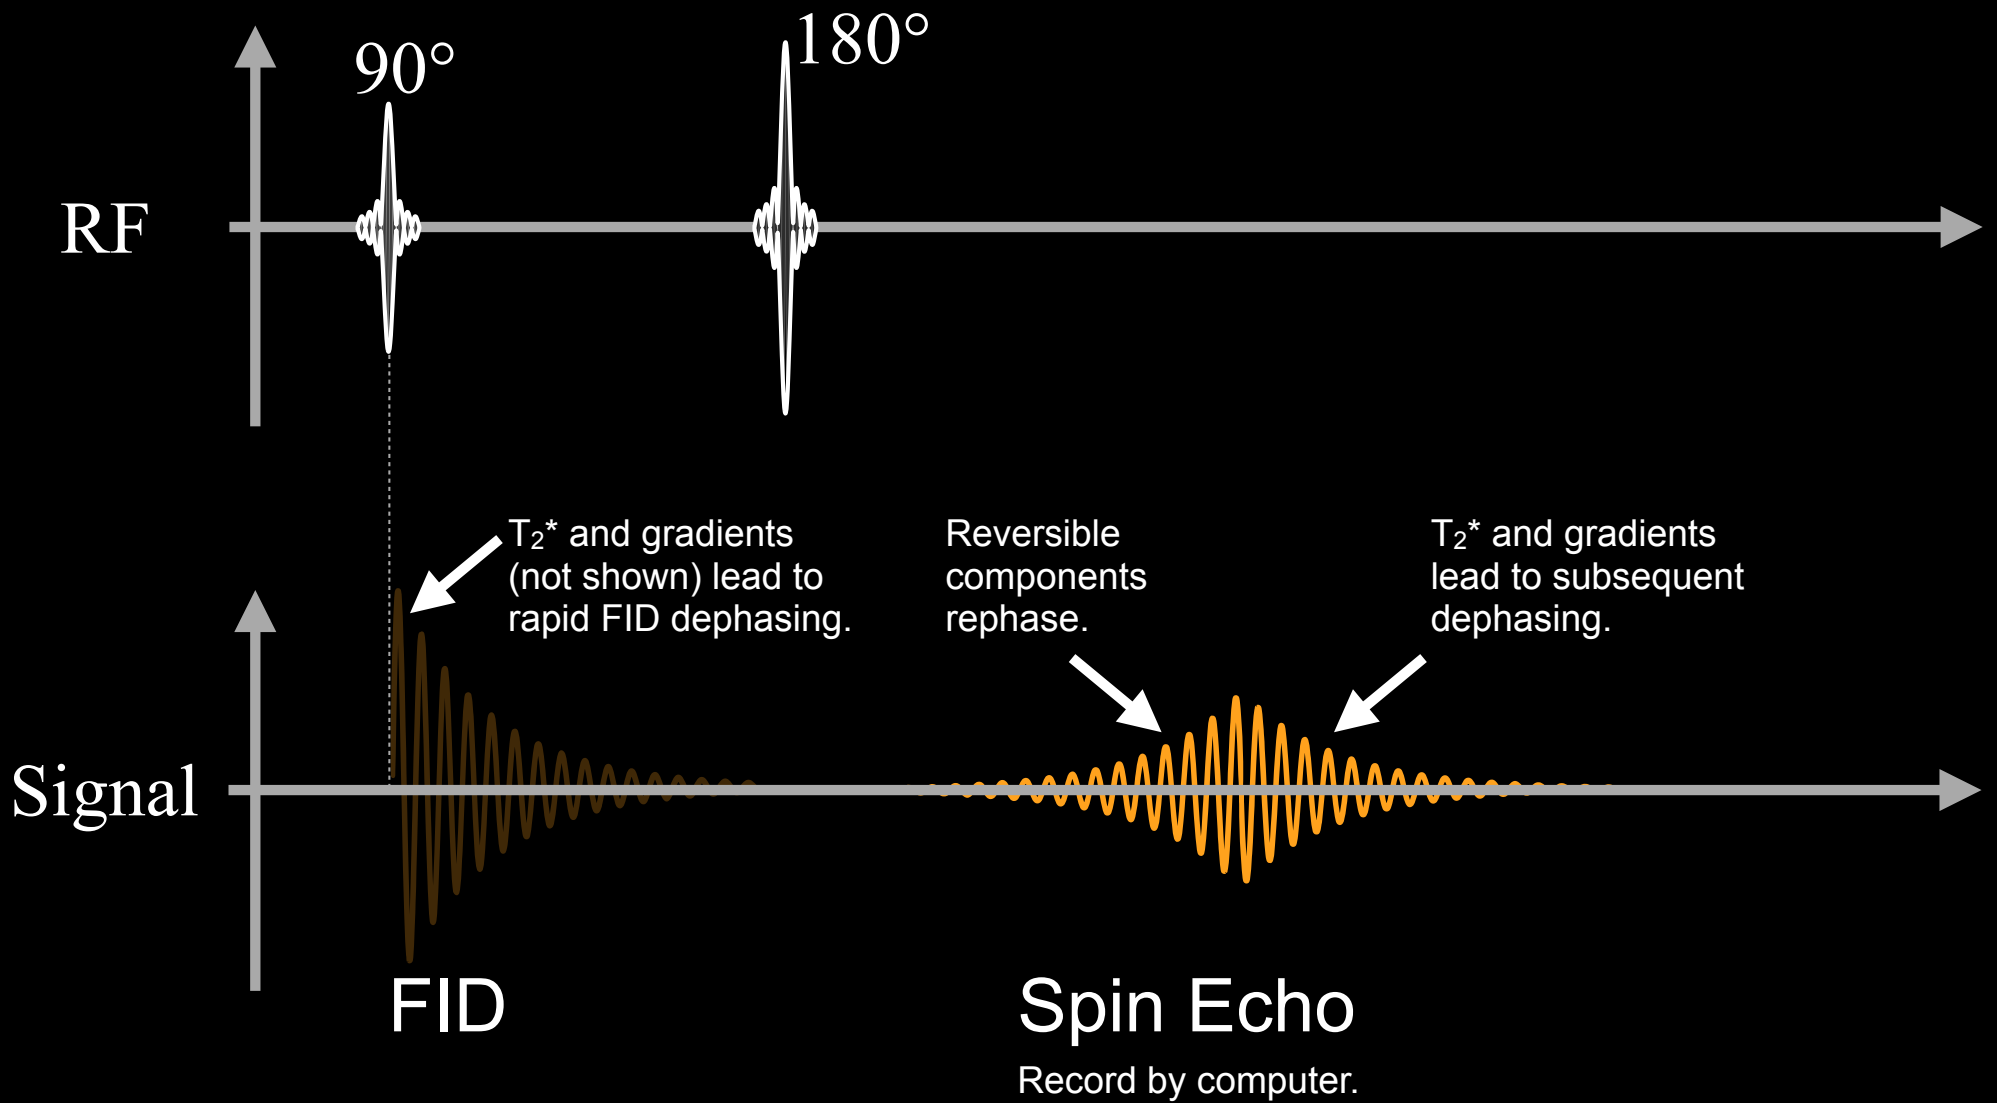 90°
180°
RF
T₂* and gradients
(not shown) lead to
rapid FID dephasing.
Reversible
components
rephase.
T₂* and gradients
lead to subsequent
dephasing.
Signal
FID
Spin Echo
Record by computer.